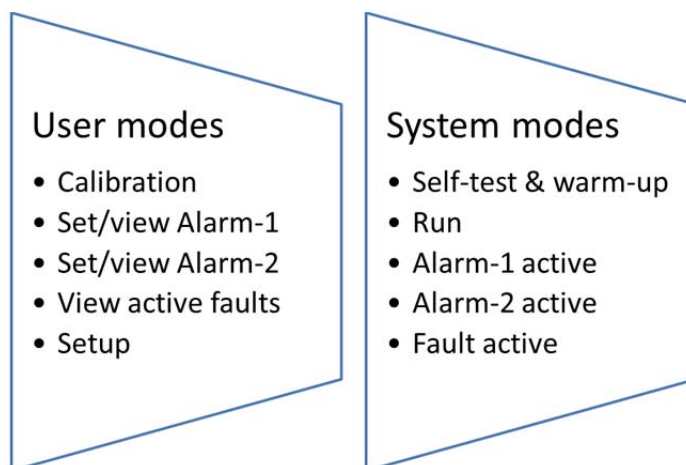 User modes
• Calibration
• Set/view Alarm-1
• Set/view Alarm-2
• View active faults
• Setup
System modes
• Self-test & warm-up
• Run
• Alarm-1 active
• Alarm-2 active
• Fault active